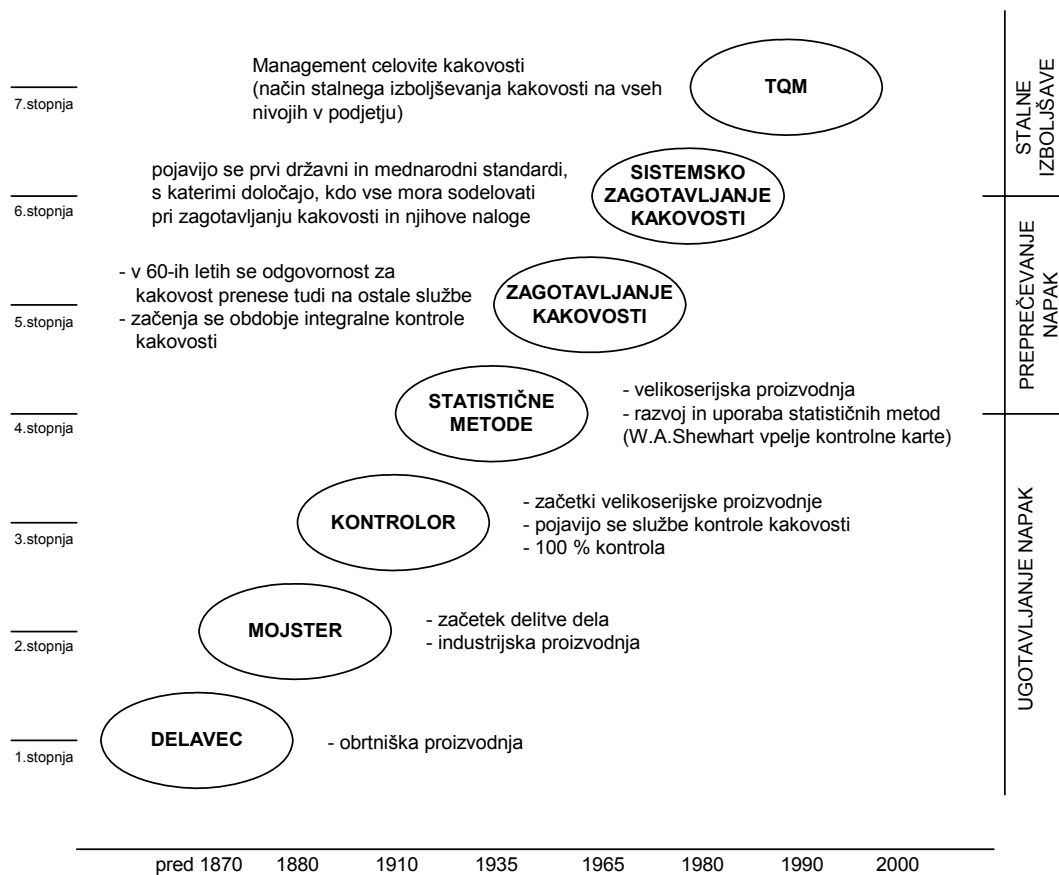 7.stopnja
Management celovite kakovosti
(način stalnega izboljševanja kakovosti na vseh
nivojih v podjetju)
TQM
STALNE
IZBOLJŠAVE
6.stopnja
pojavijo se prvi državni in mednarodni standardi,
s katerimi določajo, kdo vse mora sodelovati
pri zagotavljanju kakovosti in njihove naloge
SISTEMSKO
ZAGOTAVLJANJE
KAKOVOSTI
5.stopnja
- v 60-ih letih se odgovornost za
kakovost prenese tudi na ostale službe
- začenja se obdobje integralne kontrole
kakovosti
ZAGOTAVLJANJE
KAKOVOSTI
PREPREČEVANJE
NAPAK
4.stopnja
STATISTIČNE
METODE
- velikoserijska proizvodnja
- razvoj in uporaba statističnih metod
(W.A.Shewhart vpelje kontrolne karte)
3.stopnja
KONTROLOR
- začetki velikoserijske proizvodnje
- pojavijo se službe kontrole kakovosti
- 100 % kontrola
UGOTAVLJANJE NAPAK
2.stopnja
MOJSTER
- začetek delitve dela
- industrijska proizvodnja
1.stopnja
DELAVEC
- obrtniška proizvodnja
pred 1870 1880 1910 1935 1965 1980 1990 2000